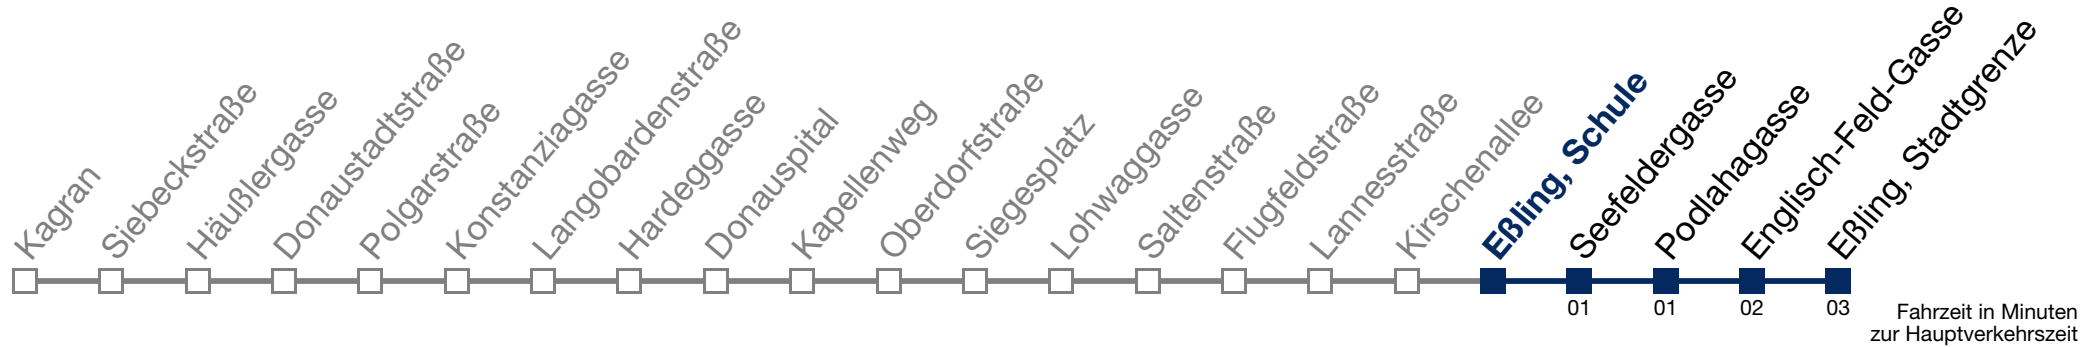 Kagran
Siebeckstraße
Häußlergasse
Donaustadtstraße
Polgarstraße
Konstanziagasse
Langobardenstraße
Hardeggasse
Donauspital
Kapellenweg
Oberdorfstraße
Siegesplatz
Lohwaggasse
Saltenstraße
Flugfeldstraße
Lannesstraße
Kirschenallee
Eßling, Schule
Seefeldergasse
Podlahagasse
Englisch-Feld-Gasse
Eßling, Stadtgrenze
01
01
02
03
Fahrzeit in Minuten
zur Hauptverkehrszeit